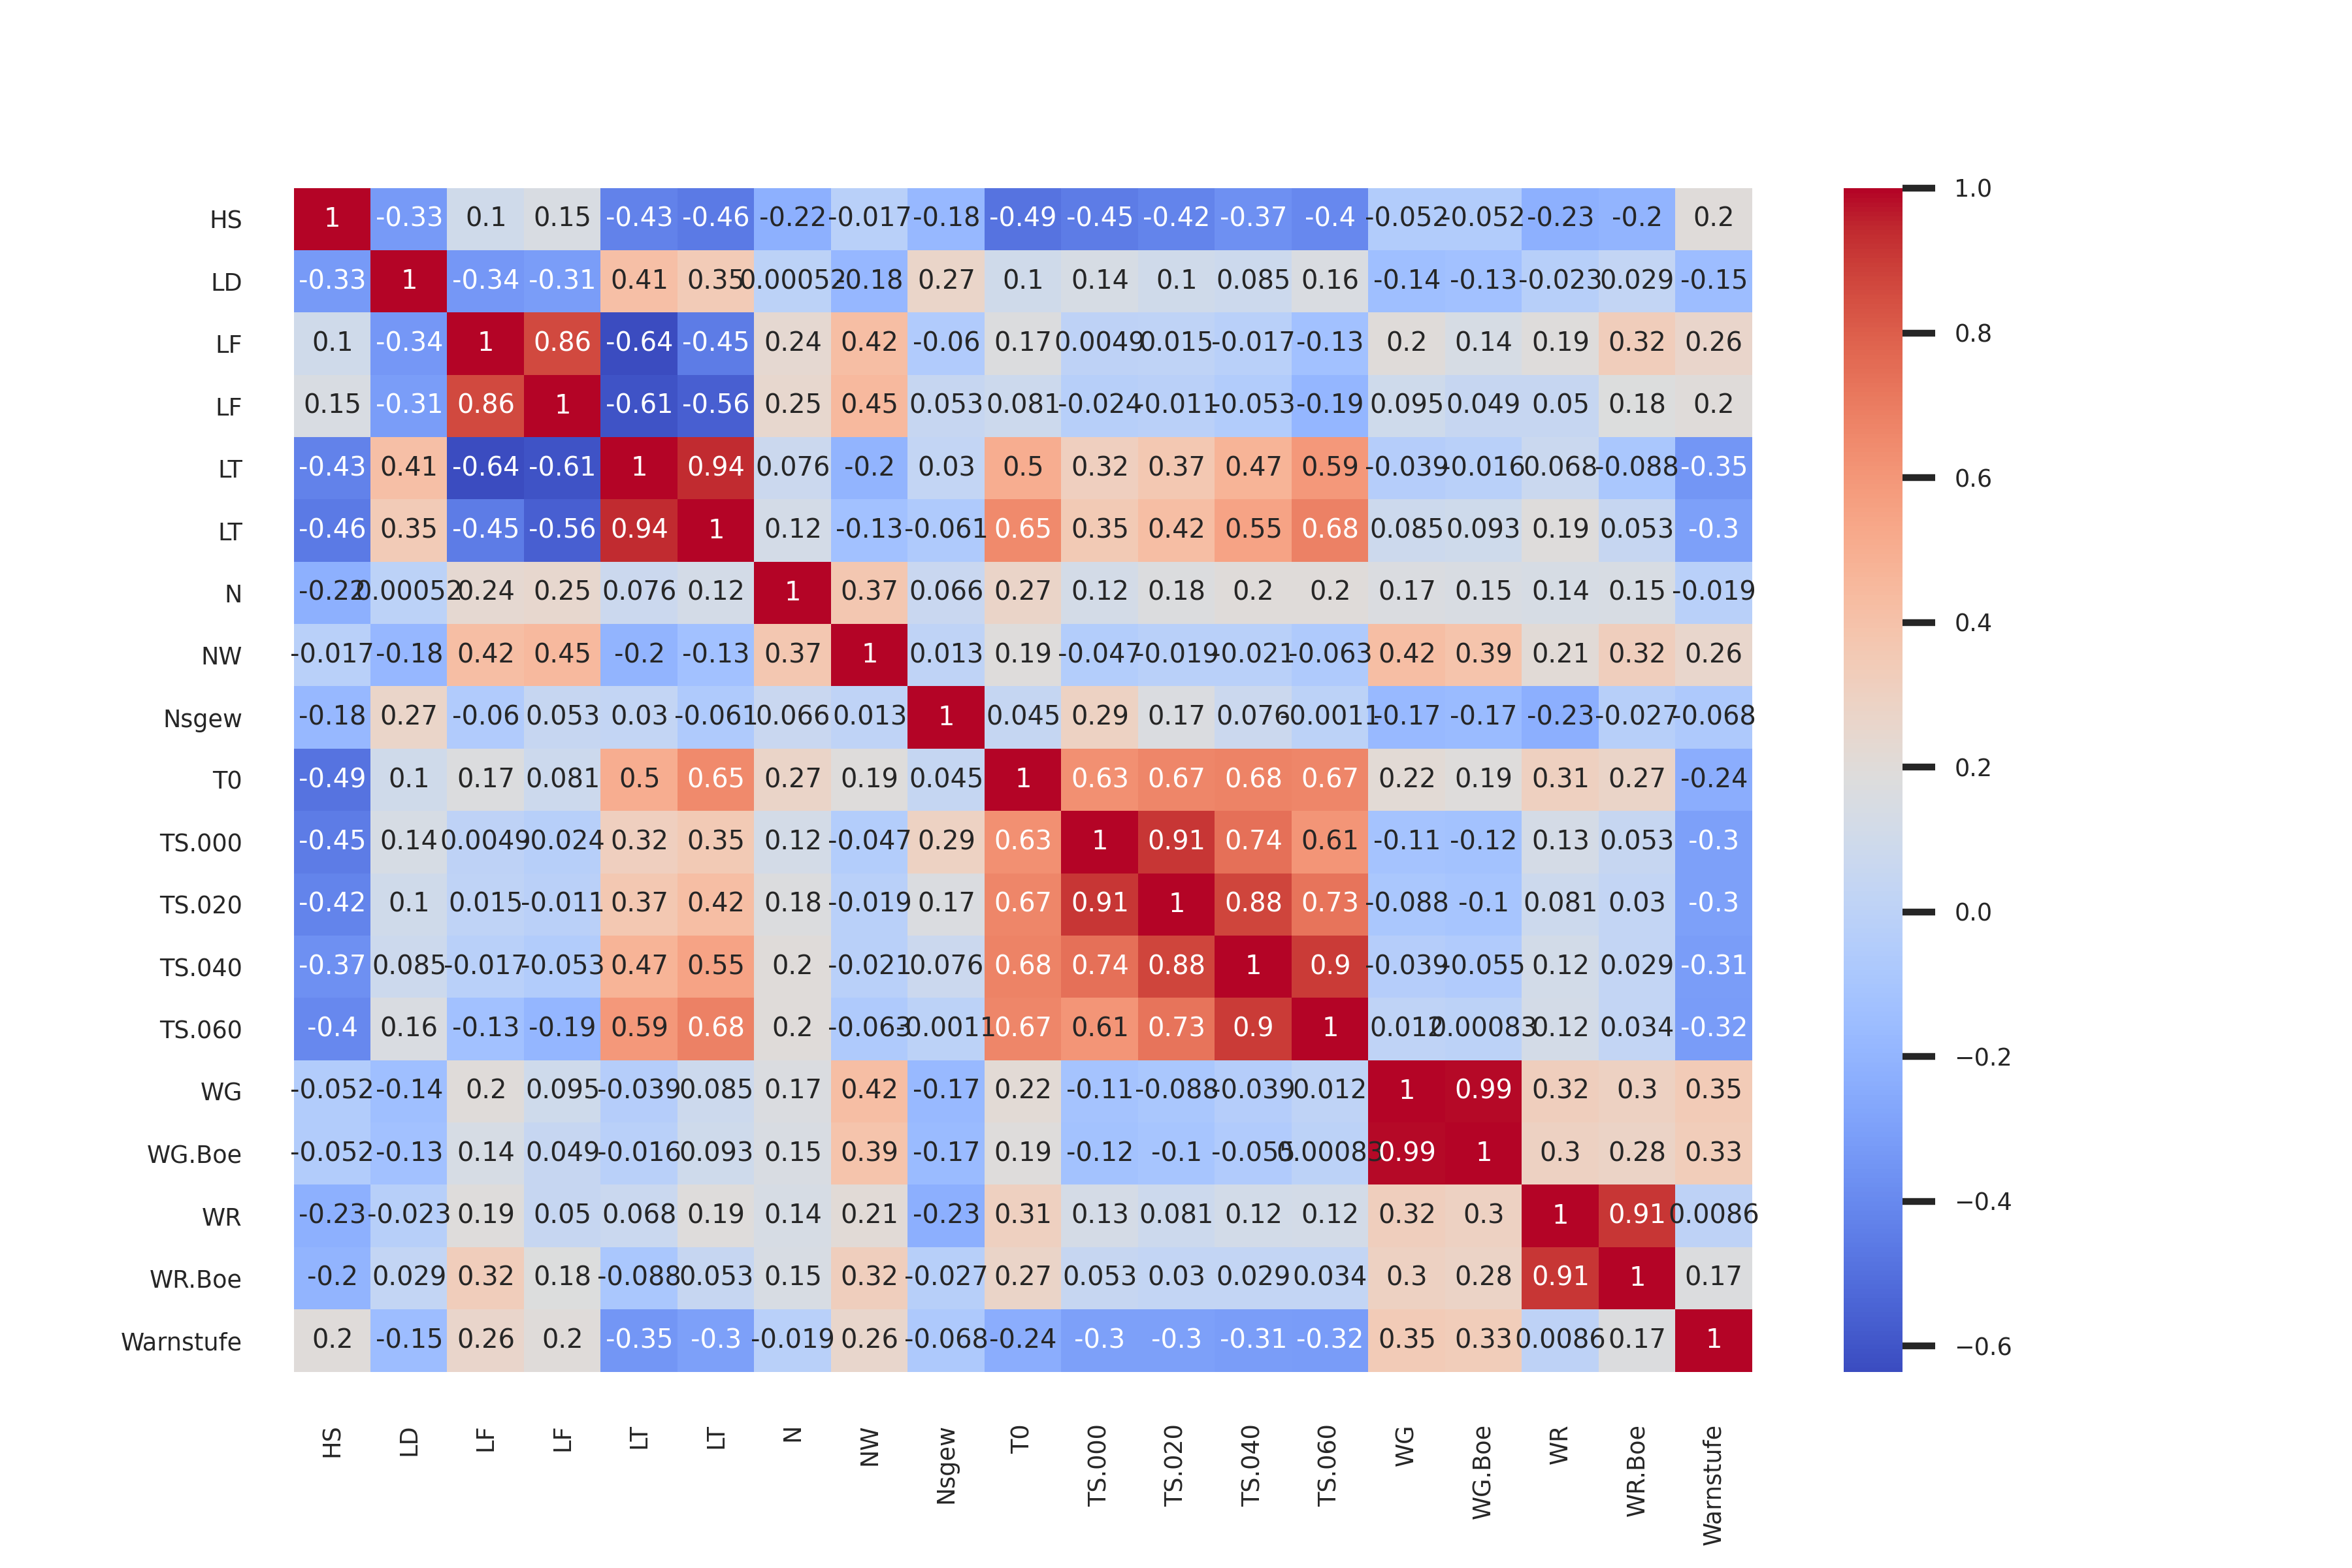 HS 1 -0.33 0.1 0.15 -0.43 -0.46 -0.22 -0.017 -0.18 -0.49 -0.45 -0.42 -0.37 -0.4 -0.052 -0.052 -0.23 -0.2 0.2
LD -0.33 1 -0.34 -0.31 0.41 0.35 0.00052 -0.18 0.27 0.1 0.14 0.1 0.085 0.16 -0.14 -0.13 -0.023 0.029 -0.15
LF 0.1 -0.34 1 0.86 -0.64 -0.45 0.24 0.42 -0.06 0.17 0.0049 0.015 -0.017 -0.13 0.2 0.14 0.19 0.32 0.26
LF 0.15 -0.31 0.86 1 -0.61 -0.56 0.25 0.45 0.053 0.081 -0.024 -0.011 -0.053 -0.19 0.095 0.049 0.05 0.18 0.2
LT -0.43 0.41 -0.64 -0.61 1 0.94 0.076 -0.2 0.03 0.5 0.32 0.37 0.47 0.59 -0.039 -0.016 0.068 -0.088 -0.35
LT -0.46 0.35 -0.45 -0.56 0.94 1 0.12 -0.13 -0.061 0.65 0.35 0.42 0.55 0.68 0.085 0.093 0.19 0.053 -0.3
N -0.22 0.00052 0.24 0.25 0.076 0.12 1 0.37 0.066 0.27 0.12 0.18 0.2 0.2 0.17 0.15 0.14 0.15 -0.019
NW -0.017 -0.18 0.42 0.45 -0.2 -0.13 0.37 1 0.013 0.19 -0.047 -0.019 -0.021 -0.063 0.42 0.39 0.21 0.32 0.26
Nsgew -0.18 0.27 -0.06 0.053 0.03 -0.061 0.066 0.013 1 0.045 0.29 0.17 0.076 -0.0011 -0.17 -0.17 -0.23 -0.027 -0.068
T0 -0.49 0.1 0.17 0.081 0.5 0.65 0.27 0.19 0.045 1 0.63 0.67 0.68 0.67 0.22 0.19 0.31 0.27 -0.24
TS.000 -0.45 0.14 0.0049 -0.024 0.32 0.35 0.12 -0.047 0.29 0.63 1 0.91 0.74 0.61 -0.11 -0.12 0.13 0.053 -0.3
TS.020 -0.42 0.1 0.015 -0.011 0.37 0.42 0.18 -0.019 0.17 0.67 0.91 1 0.88 0.73 -0.088 -0.1 0.081 0.03 -0.3
TS.040 -0.37 0.085 -0.017 -0.053 0.47 0.55 0.2 -0.021 0.076 0.68 0.74 0.88 1 0.9 -0.039 -0.055 0.12 0.029 -0.31
TS.060 -0.4 0.16 -0.13 -0.19 0.59 0.68 0.2 -0.063 -0.0011 0.67 0.61 0.73 0.9 1 0.012 0.00083 0.12 0.034 -0.32
WG -0.052 -0.14 0.2 0.095 -0.039 0.085 0.17 0.42 -0.17 0.22 -0.11 -0.088 -0.039 0.012 1 0.99 0.32 0.3 0.35
WG.Boe -0.052 -0.13 0.14 0.049 -0.016 0.093 0.15 0.39 -0.17 0.19 -0.12 -0.1 -0.055 0.00083 0.99 1 0.3 0.28 0.33
WR -0.23 -0.023 0.19 0.05 0.068 0.19 0.14 0.21 -0.23 0.31 0.13 0.081 0.12 0.12 0.32 0.3 1 0.91 0.0086
WR.Boe -0.2 0.029 0.32 0.18 -0.088 0.053 0.15 0.32 -0.027 0.27 0.053 0.03 0.029 0.034 0.3 0.28 0.91 1 0.17
Warnstufe 0.2 -0.15 0.26 0.2 -0.35 -0.3 -0.019 0.26 -0.068 -0.24 -0.3 -0.3 -0.31 -0.32 0.35 0.33 0.0086 0.17 1
HS LD LF LF LT LT N NW Nsgew T0 TS.000 TS.020 TS.040 TS.060 WG WG.Boe WR WR.Boe Warnstufe
1.0
0.8
0.6
0.4
0.2
0.0
−0.2
−0.4
−0.6